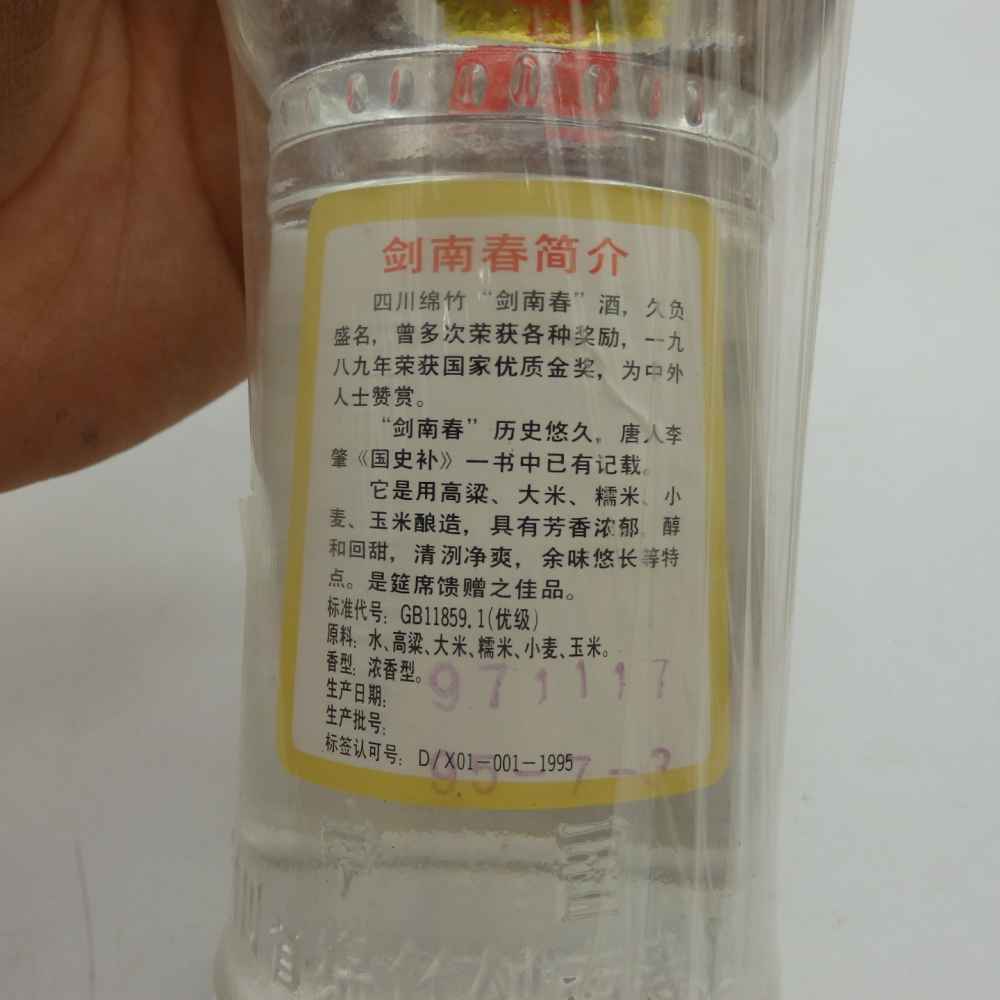 剑南春简介
四川绵竹“剑南春”酒，久负
盛名，曾多次荣获各种奖励，一九
八九年荣获国家优质金奖，为中外
人士赞赏。
“剑南春”历史悠久，唐人李
肇《国史补》一书中已有记载。
它是用高粱、大米、糯米、小
麦、玉米酿造，具有芳香浓郁，醇
和回甜，清洌净爽，余味悠长等特
点。是筵席馈赠之佳品。
标准代号：GB11859.1(优级)
原料：水、高粱、大米、糯米、小麦、玉米。
香型：浓香型。
971117
生产日期：
生产批号：
标签认可号：D/X01-001-1995
95-7-3